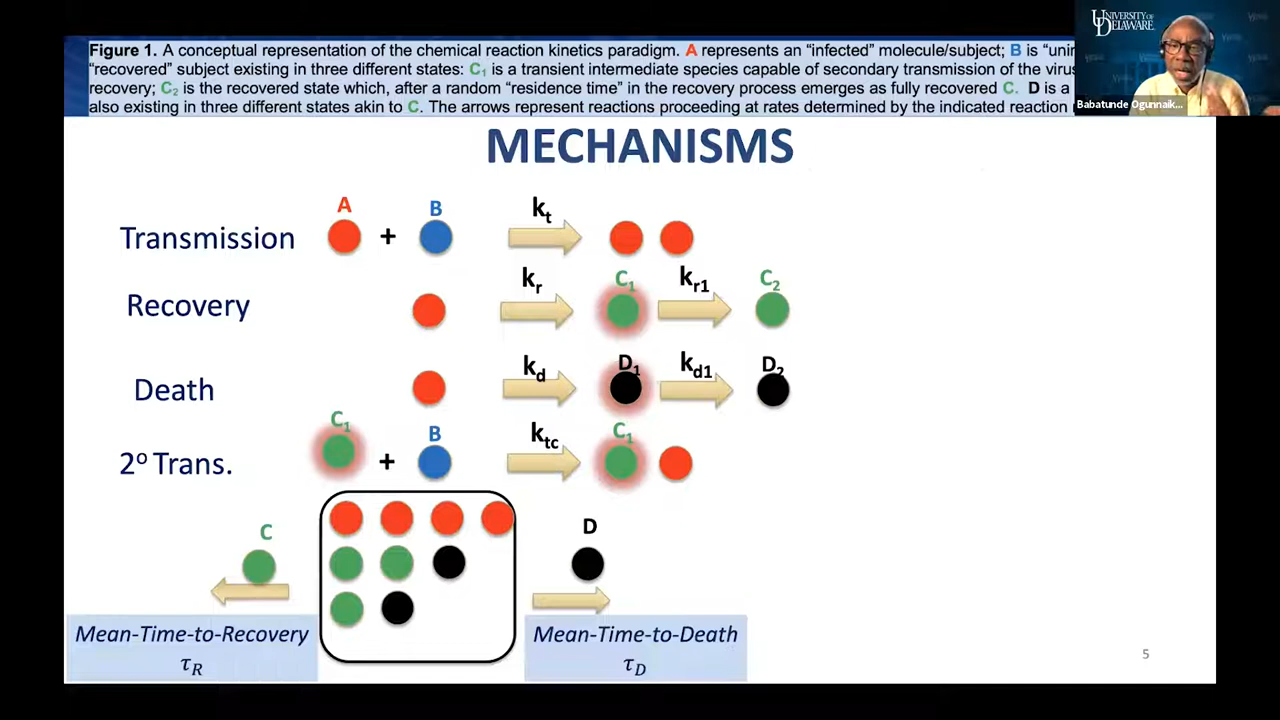 Figure 1. A conceptual representation of the chemical reaction kinetics paradigm. A represents an “infected” molecule/subject; B is “unin
“recovered” subject existing in three different states: C1 is a transient intermediate species capable of secondary transmission of the virus
recovery; C2 is the recovered state which, after a random “residence time” in the recovery process emerges as fully recovered C. D is a
also existing in three different states akin to C. The arrows represent reactions proceeding at rates determined by the indicated reaction
UNIVERSITY OF
DELAWARE
Babatunde Ogunnaik...
MECHANISMS
A B kt
Transmission +
kr C1 kr1 C2
Recovery
kd D1 kd1 D2
Death
C1 B ktc C1
2o Trans. +
C D
Mean-Time-to-Recovery
τR
Mean-Time-to-Death
τD
5